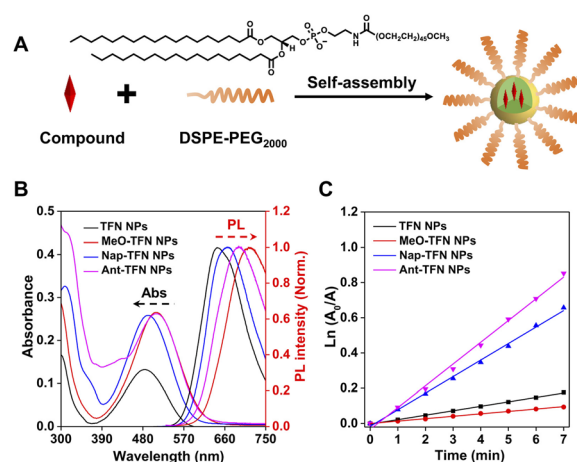 A
O
O
O
H
O
O
P
O
O⁻
O
N
H
O
(OCH₂CH₂)₄₅OCH₃
Self-assembly
Compound
DSPE-PEG₂₀₀₀
B
TFN NPs
MeO-TFN NPs
Nap-TFN NPs
Ant-TFN NPs
PL
Abs
Absorbance
0.5
0.4
0.3
0.2
0.1
0.0
300 390 480 570 660 750
Wavelength (nm)
1.2
1.0
0.8
0.6
0.4
0.2
0.0
PL intensity (Norm.)
C
TFN NPs
MeO-TFN NPs
Nap-TFN NPs
Ant-TFN NPs
Ln (A₀/A)
1.2
1.0
0.8
0.6
0.4
0.2
0.0
0 1 2 3 4 5 6 7
Time (min)